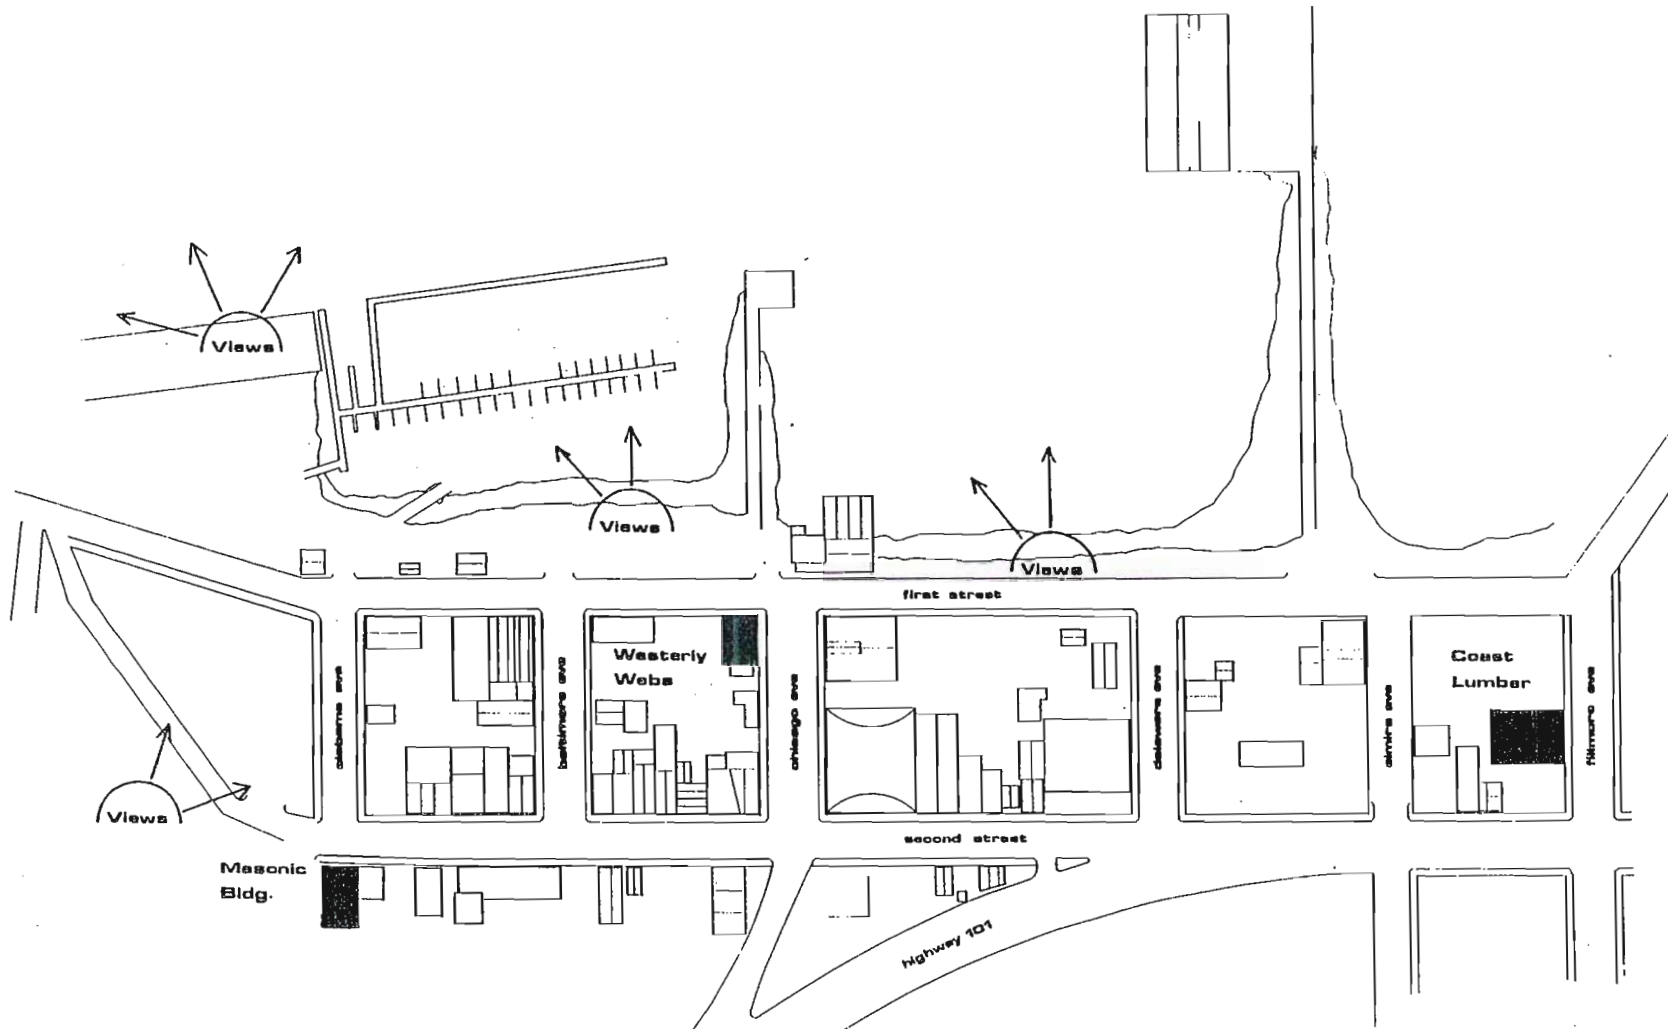 Views
Views
Views
first street
Westerly
Webs
Coast
Lumber
alabama ave
baltimore ave
chicago ave
delaware ave
elmira ave
fillmore ave
Views
second street
Masonic
Bldg.
highway 101